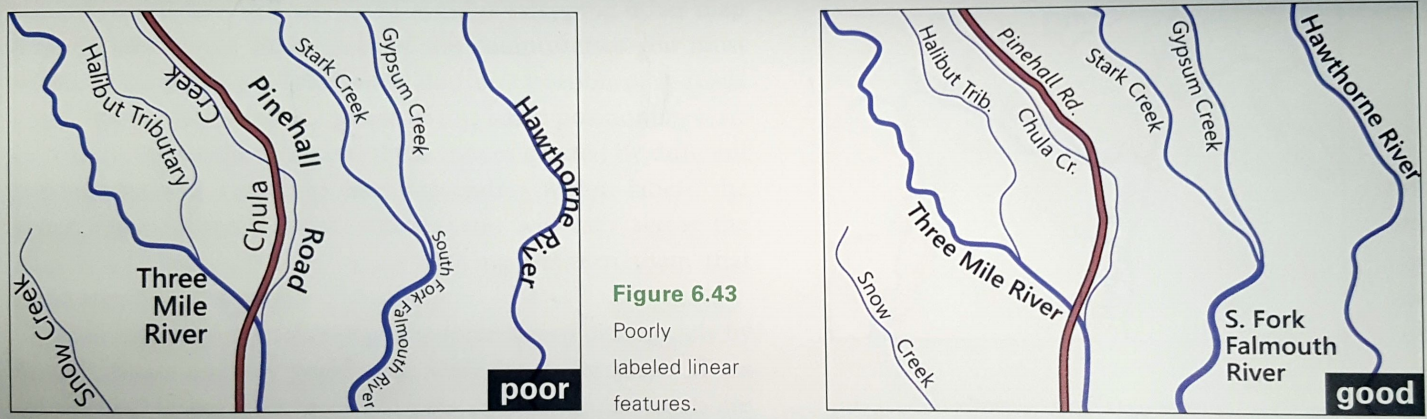 Halibut Tributary
Creek
Chula
Pinehall
Road
Stark Creek
Gypsum Creek
Hawthorne River
Three
Mile
River
Snow Creek
South Fork Falmouth River
poor
Figure 6.43
Poorly
labeled linear
features.
Halibut Trib.
Pinehall Rd.
Chula Cr.
Stark Creek
Gypsum Creek
Hawthorne River
Three Mile River
Snow Creek
S. Fork
Falmouth
River
good